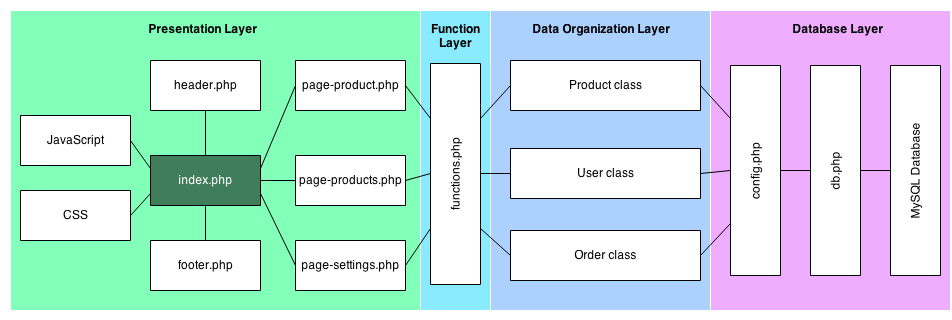 Presentation Layer
Function
Layer
Data Organization Layer
Database Layer
header.php
page-product.php
Product class
JavaScript
index.php
page-products.php
functions.php
User class
config.php
db.php
MySQL Database
CSS
footer.php
page-settings.php
Order class